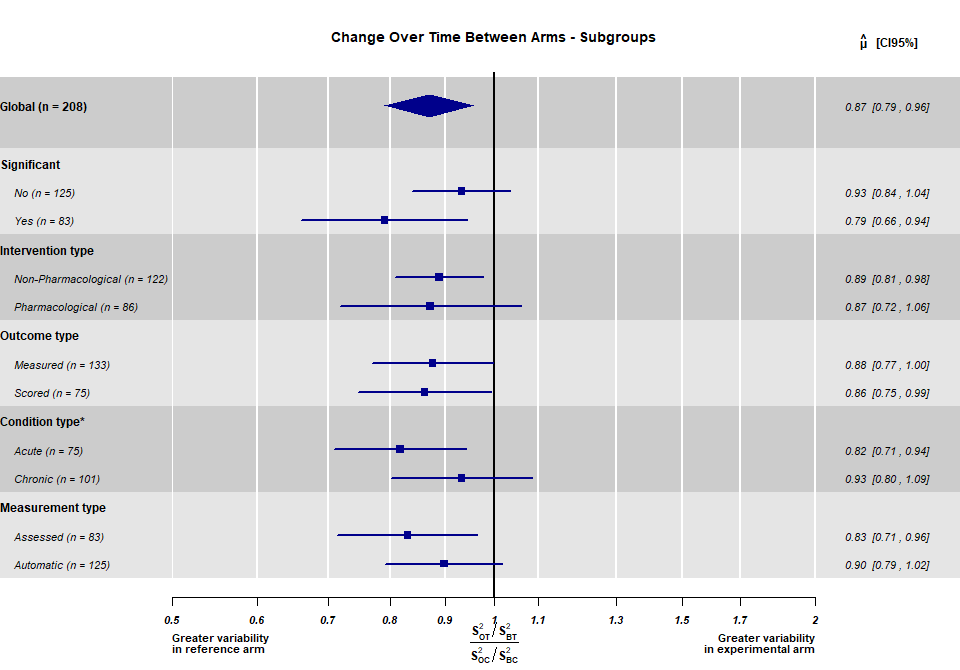 Change Over Time Between Arms - Subgroups
μ̂ [CI95%]
Global (n = 208) 0.87 [0.79 , 0.96]
Significant
No (n = 125) 0.93 [0.84 , 1.04]
Yes (n = 83) 0.79 [0.66 , 0.94]
Intervention type
Non-Pharmacological (n = 122) 0.89 [0.81 , 0.98]
Pharmacological (n = 86) 0.87 [0.72 , 1.06]
Outcome type
Measured (n = 133) 0.88 [0.77 , 1.00]
Scored (n = 75) 0.86 [0.75 , 0.99]
Condition type*
Acute (n = 75) 0.82 [0.71 , 0.94]
Chronic (n = 101) 0.93 [0.80 , 1.09]
Measurement type
Assessed (n = 83) 0.83 [0.71 , 0.96]
Automatic (n = 125) 0.90 [0.79 , 1.02]
0.5 0.6 0.7 0.8 0.9 1 1.1 1.3 1.5 1.7 2
S²OT / S²BT
S²OC / S²BC
Greater variability
in reference arm
Greater variability
in experimental arm